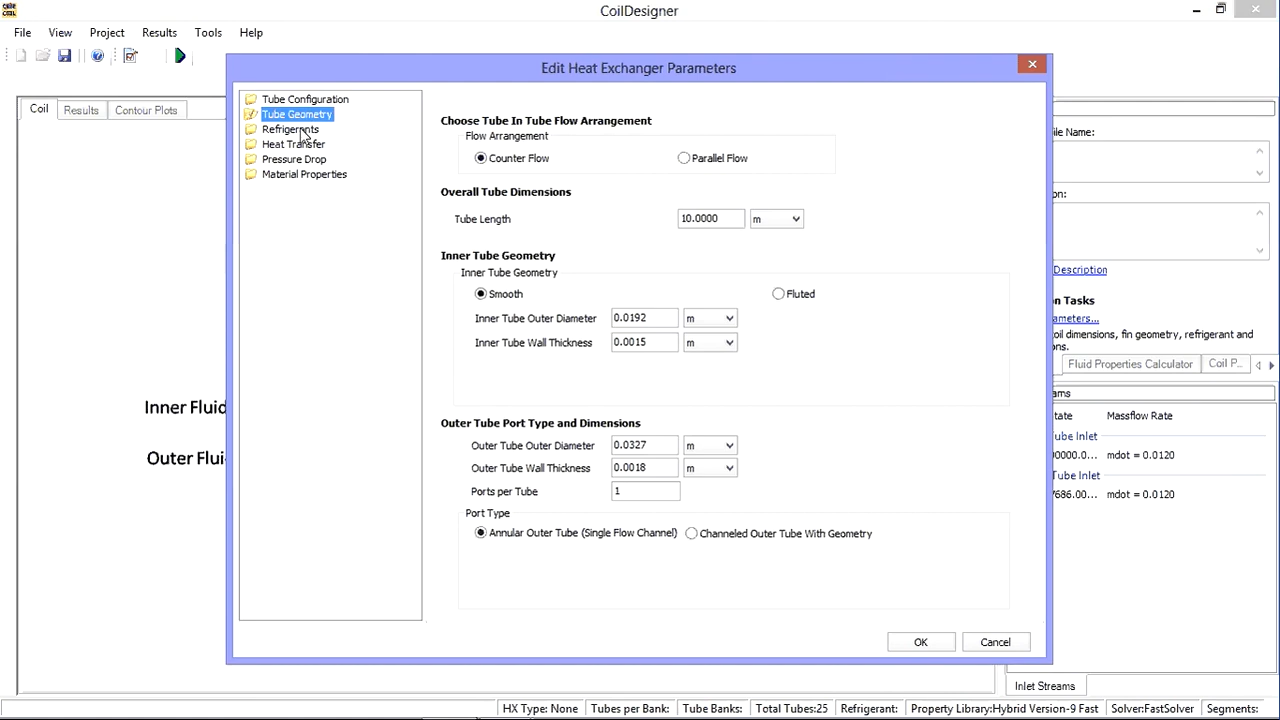 CoilDesigner
File View Project Results Tools Help
Coil Results Contour Plots
Inner Fluid
Outer Flui
Edit Heat Exchanger Parameters
Tube Configuration
Tube Geometry
Refrigerants
Heat Transfer
Pressure Drop
Material Properties
Choose Tube In Tube Flow Arrangement
Flow Arrangement
Counter Flow Parallel Flow
Overall Tube Dimensions
Tube Length 10.0000 m
Inner Tube Geometry
Inner Tube Geometry
Smooth Fluted
Inner Tube Outer Diameter 0.0192 m
Inner Tube Wall Thickness 0.0015 m
Outer Tube Port Type and Dimensions
Outer Tube Outer Diameter 0.0327 m
Outer Tube Wall Thickness 0.0018 m
Ports per Tube 1
Port Type
Annular Outer Tube (Single Flow Channel) Channeled Outer Tube With Geometry
OK Cancel
ile Name:
on:
Description
n Tasks
ameters...
oil dimensions, fin geometry, refrigerant and
ons.
Fluid Properties Calculator Coil P...
ams
tate Massflow Rate
Tube Inlet
00000.0... mdot = 0.0120
Tube Inlet
7686.00... mdot = 0.0120
Inlet Streams
HX Type: None Tubes per Bank: Tube Banks: Total Tubes:25 Refrigerant: Property Library:Hybrid Version-9 Fast Solver:FastSolver Segments: